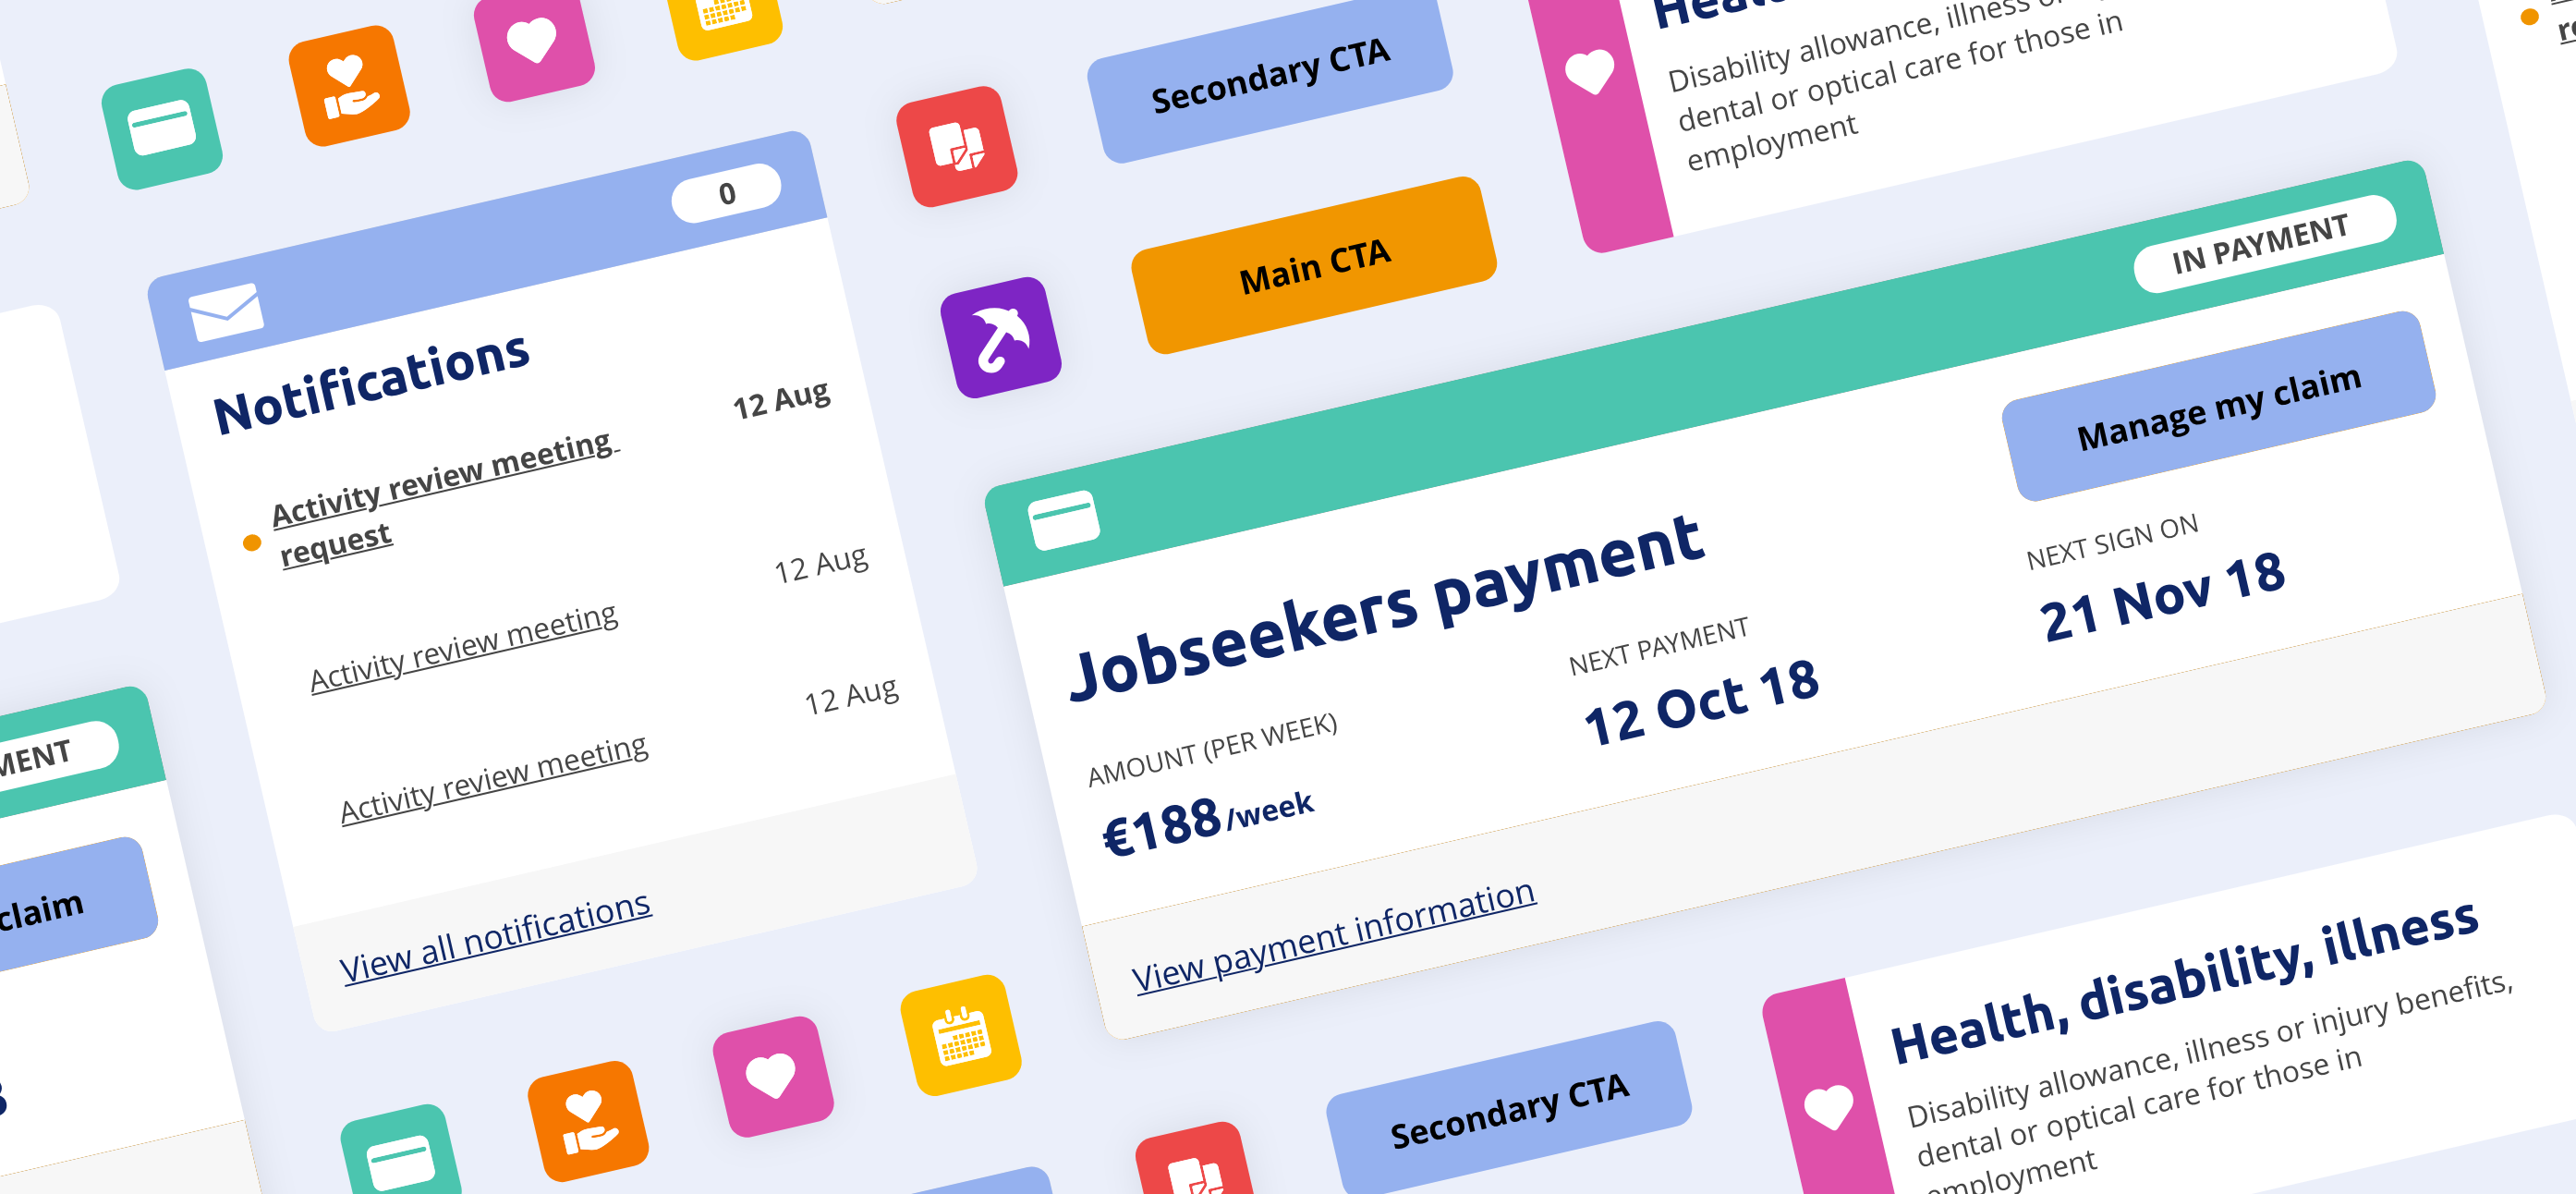 Secondary CTA
Disability allowance, illness or
dental or optical care for those in
employment
0
Notifications
12 Aug
Activity review meeting
request
12 Aug
Activity review meeting
12 Aug
Activity review meeting
View all notifications
Main CTA
IN PAYMENT
Manage my claim
Jobseekers payment
NEXT SIGN ON
21 Nov 18
NEXT PAYMENT
12 Oct 18
AMOUNT (PER WEEK)
€188/week
View payment information
claim
Health, disability, illness
Disability allowance, illness or injury benefits,
dental or optical care for those in
employment
Secondary CTA